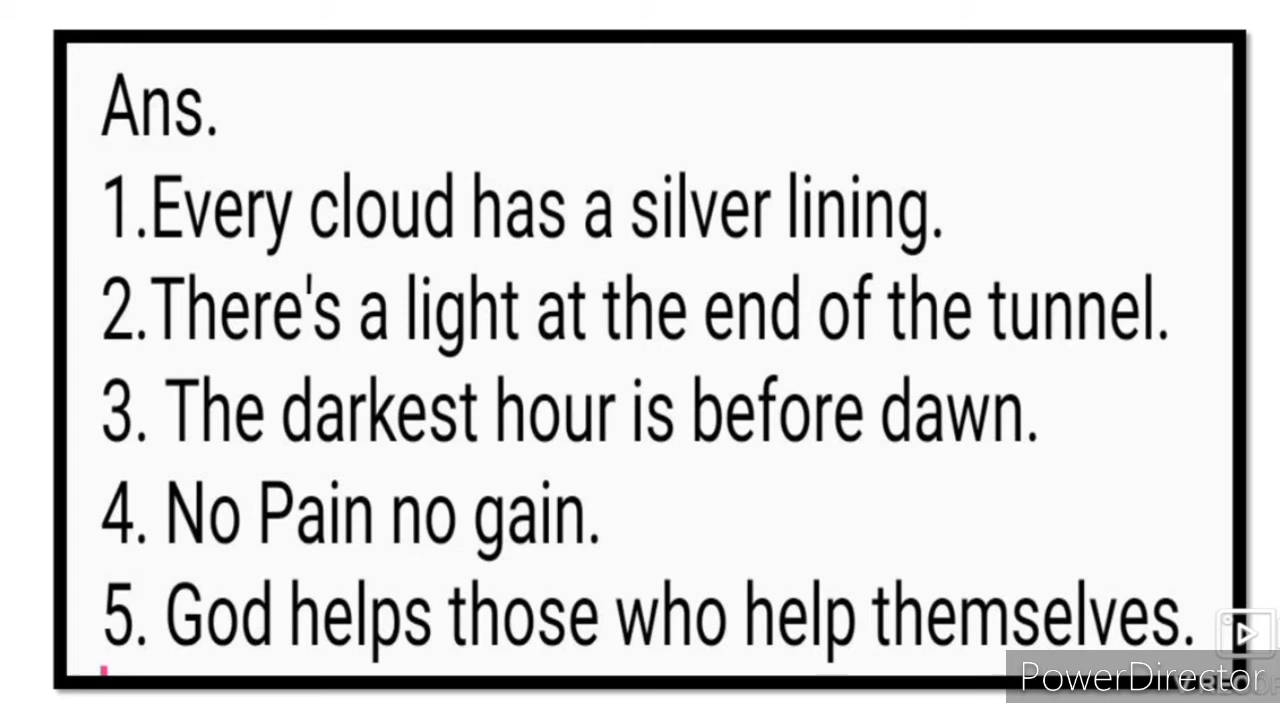 Ans.
1.Every cloud has a silver lining.
2.There's a light at the end of the tunnel.
3. The darkest hour is before dawn.
4. No Pain no gain.
5. God helps those who help themselves.
PowerDirector